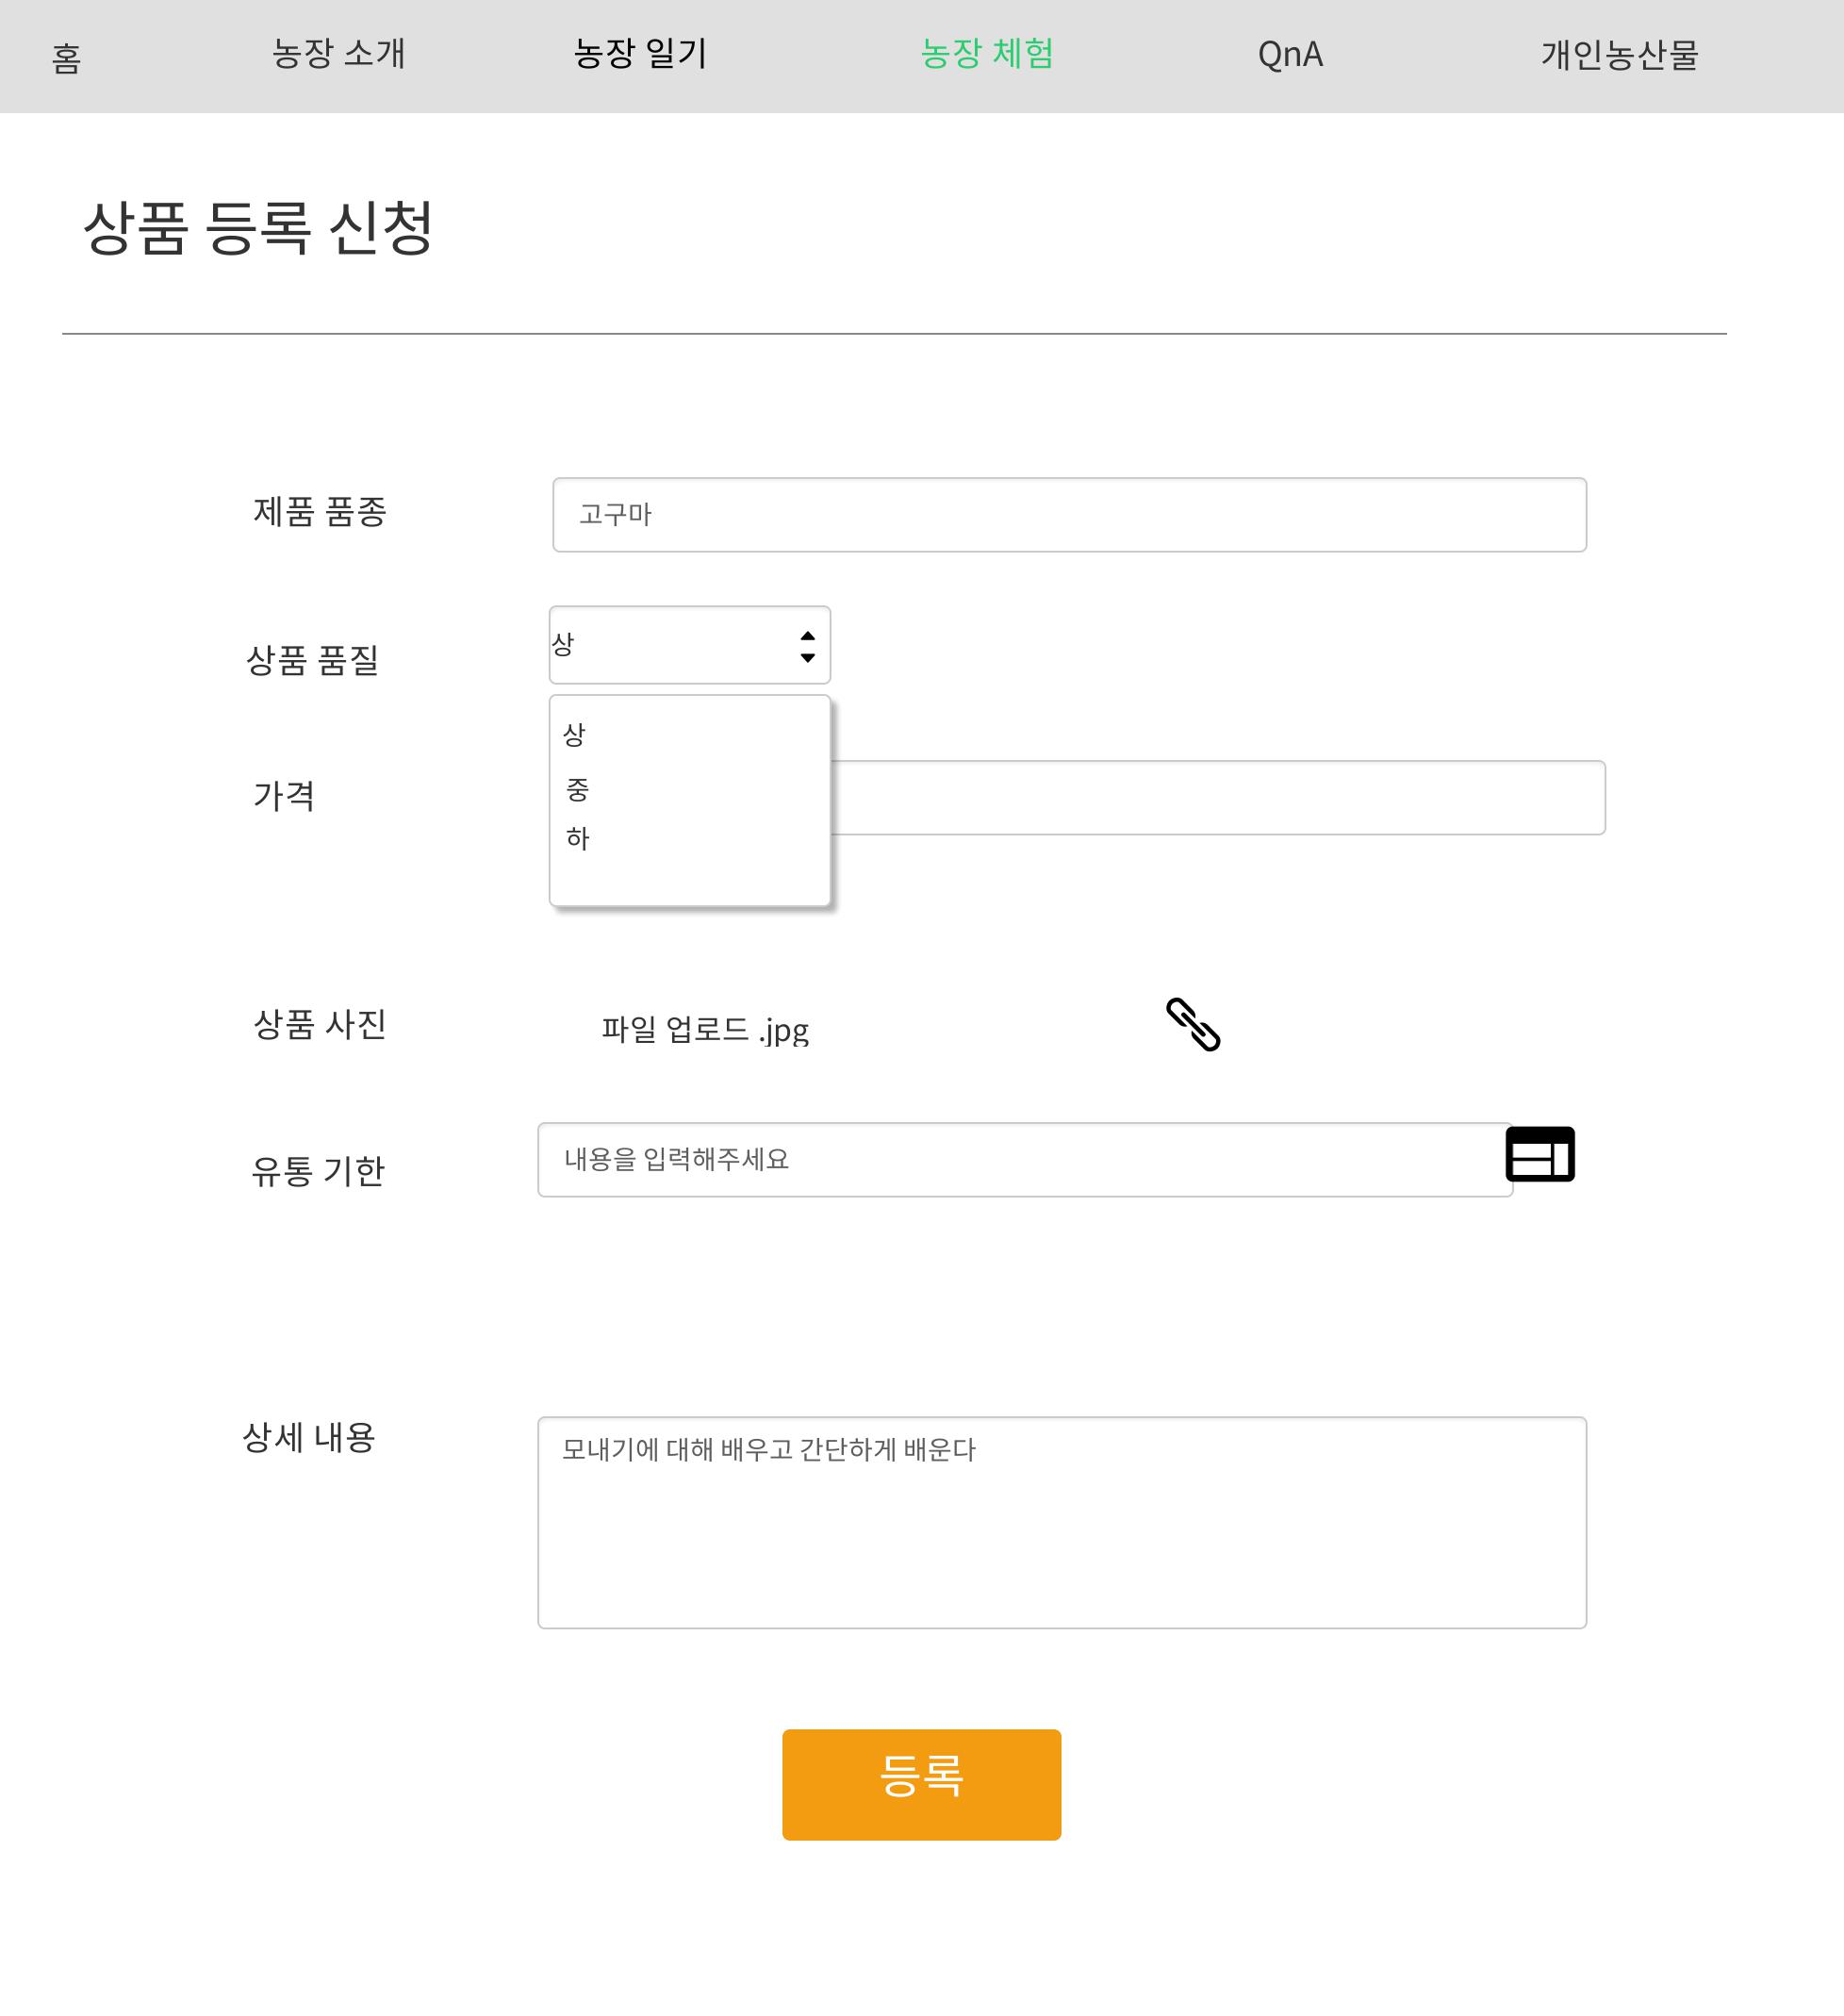 홈 농장 소개 농장 일기 농장 체험 QnA 개인농산물
상품 등록 신청
제품 품종 고구마
상품 품질 상
상
중
하
가격
상품 사진 파일 업로드 .jpg
유통 기한 내용을 입력해주세요
상세 내용 모내기에 대해 배우고 간단하게 배운다
등록